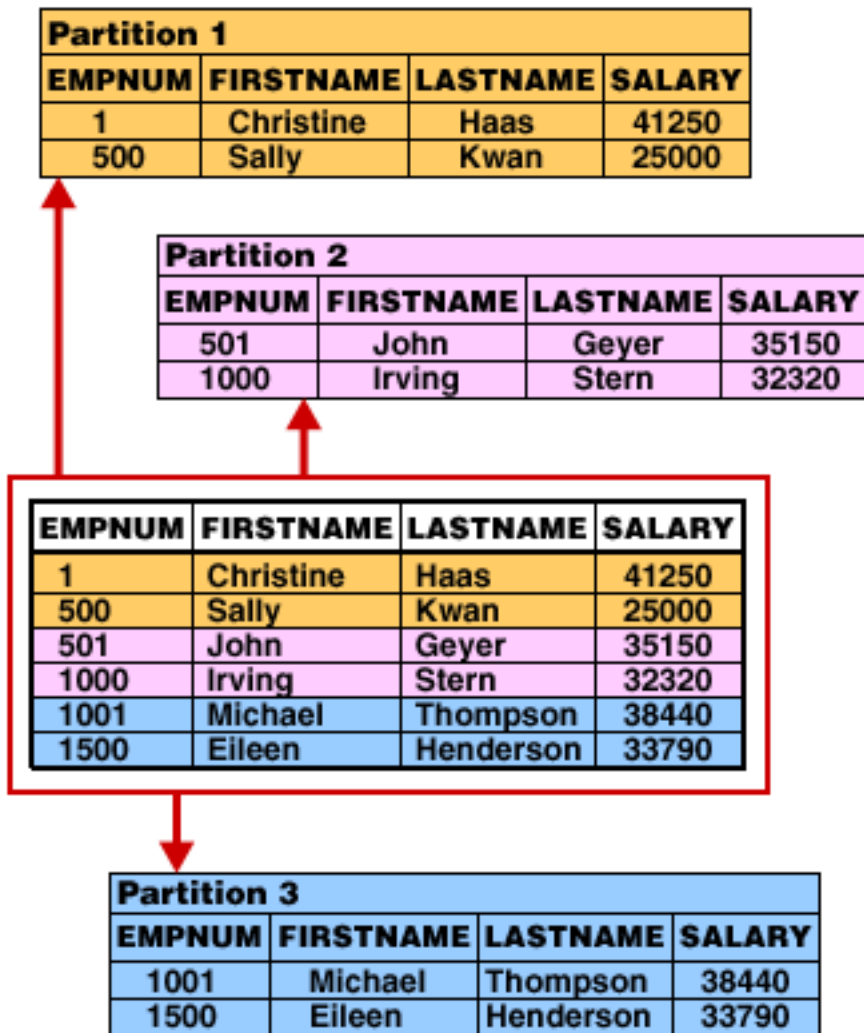 Partition 1
EMPNUM FIRSTNAME LASTNAME SALARY
1 Christine Haas 41250
500 Sally Kwan 25000
Partition 2
EMPNUM FIRSTNAME LASTNAME SALARY
501 John Geyer 35150
1000 Irving Stern 32320
EMPNUM FIRSTNAME LASTNAME SALARY
1 Christine Haas 41250
500 Sally Kwan 25000
501 John Geyer 35150
1000 Irving Stern 32320
1001 Michael Thompson 38440
1500 Eileen Henderson 33790
Partition 3
EMPNUM FIRSTNAME LASTNAME SALARY
1001 Michael Thompson 38440
1500 Eileen Henderson 33790